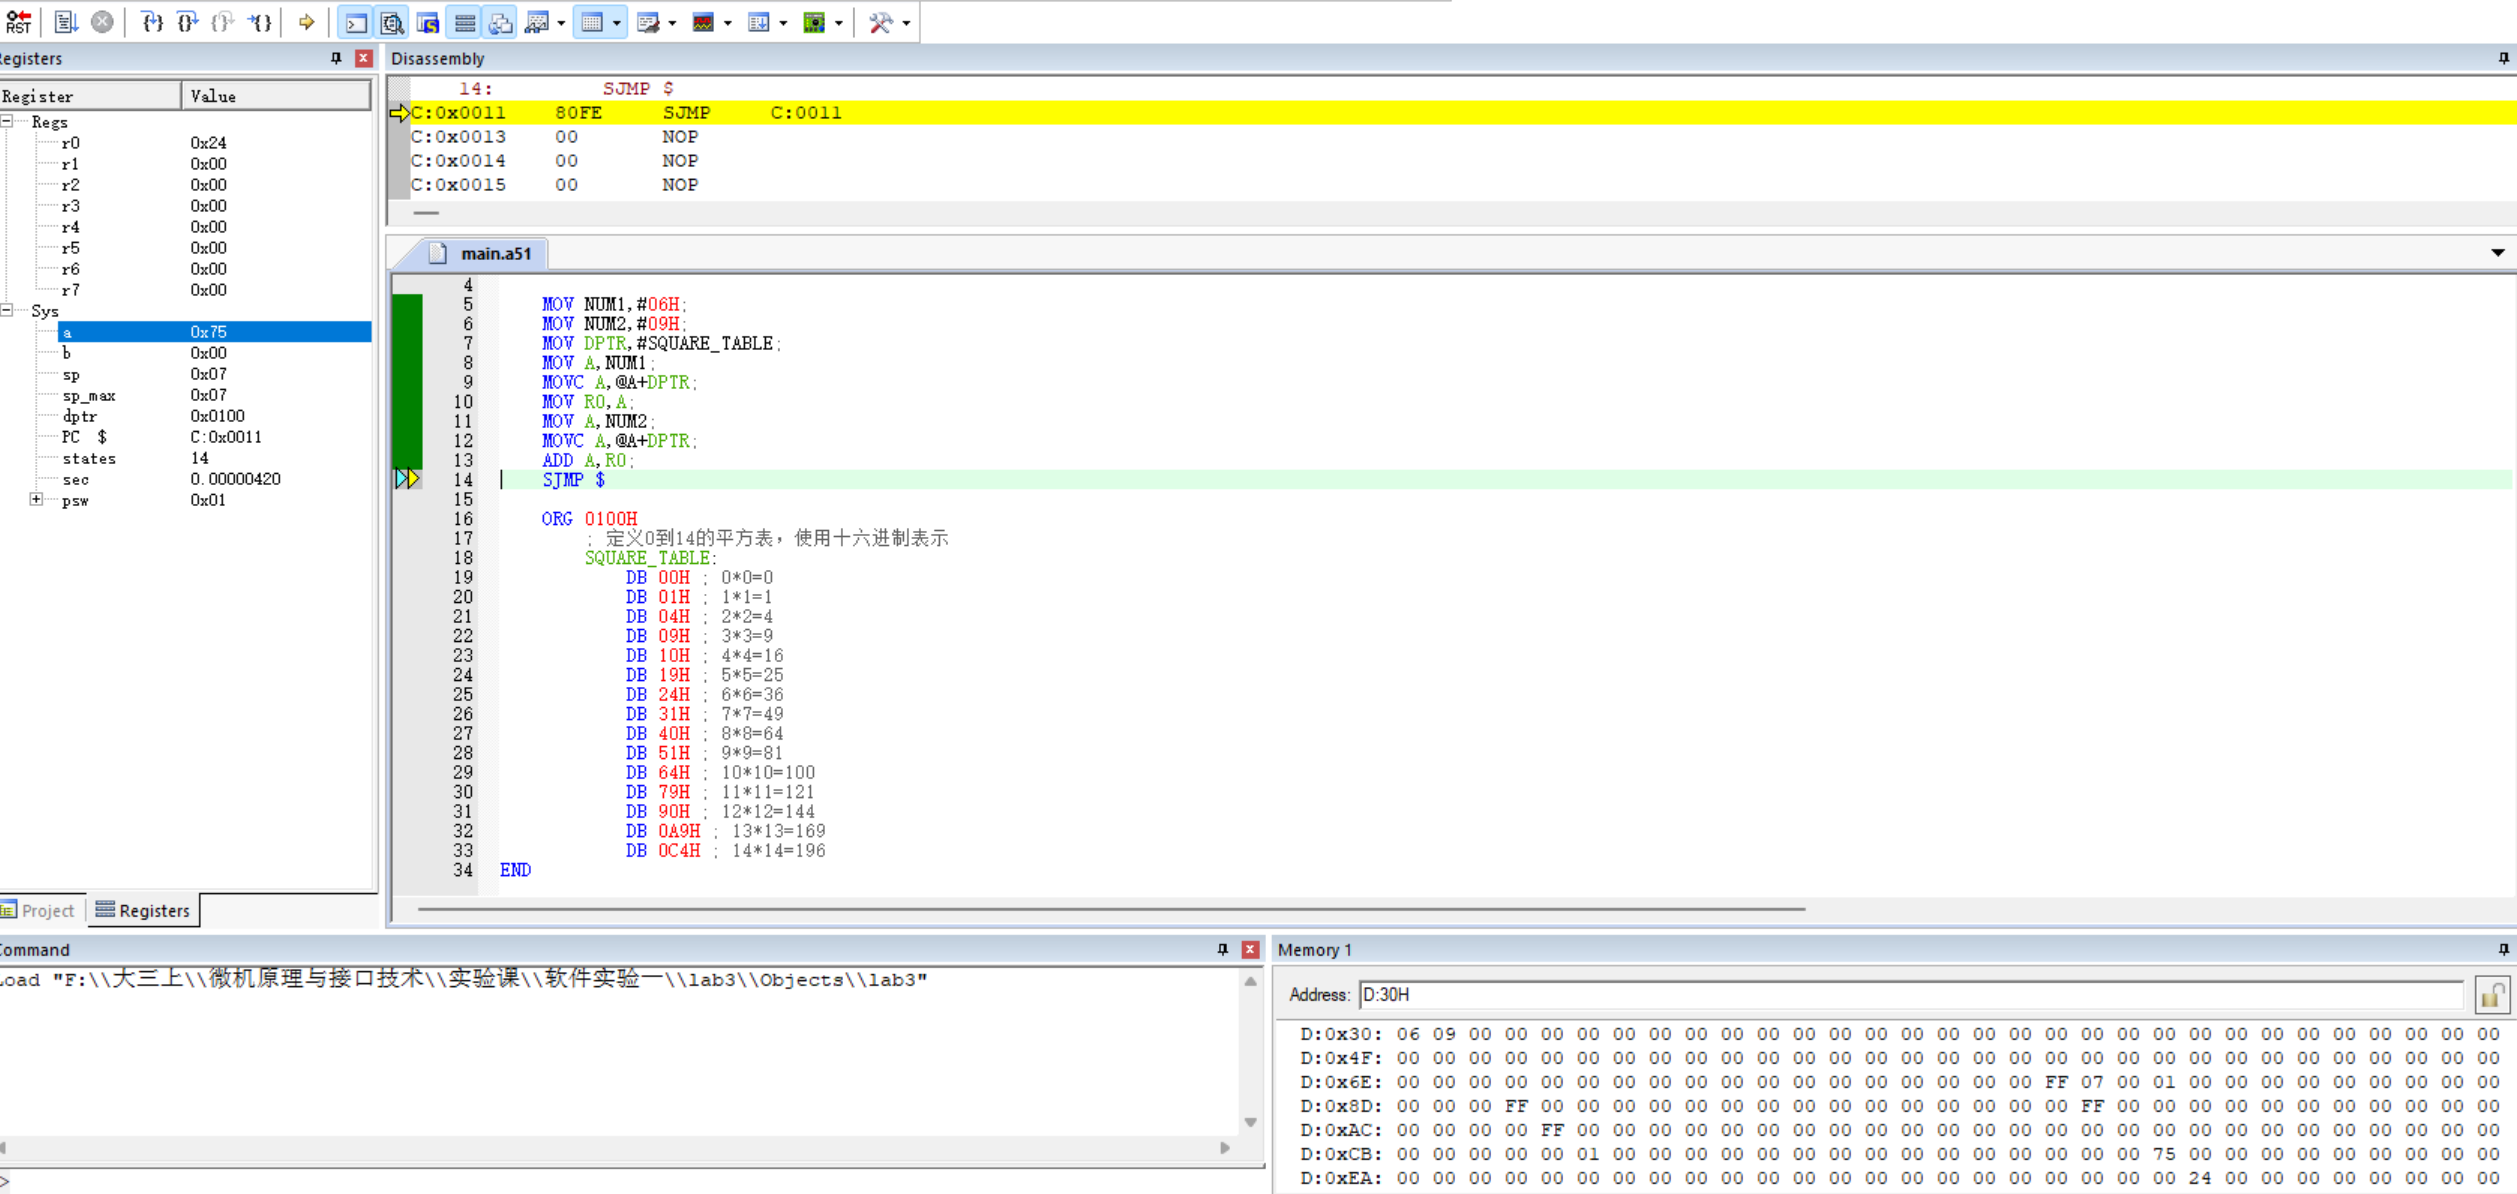 RST
Registers
Register Value
Regs
r0 0x24
r1 0x00
r2 0x00
r3 0x00
r4 0x00
r5 0x00
r6 0x00
r7 0x00
Sys
a 0x75
b 0x00
sp 0x07
sp_max 0x07
dptr 0x0100
PC $ C:0x0011
states 14
sec 0.00000420
psw 0x01
Project Registers
Disassembly
14: SJMP $
C:0x0011 80FE SJMP C:0011
C:0x0013 00 NOP
C:0x0014 00 NOP
C:0x0015 00 NOP
main.a51
4
5 MOV NUM1,#06H;
6 MOV NUM2,#09H;
7 MOV DPTR,#SQUARE_TABLE;
8 MOV A,NUM1;
9 MOVC A,@A+DPTR;
10 MOV R0,A;
11 MOV A,NUM2;
12 MOVC A,@A+DPTR;
13 ADD A,R0;
14 SJMP $
15
16 ORG 0100H
17 ; 定义0到14的平方表，使用十六进制表示
18 SQUARE_TABLE:
19 DB 00H ; 0*0=0
20 DB 01H ; 1*1=1
21 DB 04H ; 2*2=4
22 DB 09H ; 3*3=9
23 DB 10H ; 4*4=16
24 DB 19H ; 5*5=25
25 DB 24H ; 6*6=36
26 DB 31H ; 7*7=49
27 DB 40H ; 8*8=64
28 DB 51H ; 9*9=81
29 DB 64H ; 10*10=100
30 DB 79H ; 11*11=121
31 DB 90H ; 12*12=144
32 DB 0A9H ; 13*13=169
33 DB 0C4H ; 14*14=196
34 END
Command
Load "F:\\大三上\\微机原理与接口技术\\实验课\\软件实验一\\lab3\\Objects\\lab3"
>
Memory 1
Address: D:30H
D:0x30: 06 09 00 00 00 00 00 00 00 00 00 00 00 00 00 00 00 00 00 00 00 00 00 00 00 00 00 00 00 00 00
D:0x4F: 00 00 00 00 00 00 00 00 00 00 00 00 00 00 00 00 00 00 00 00 00 00 00 00 00 00 00 00 00 00 00
D:0x6E: 00 00 00 00 00 00 00 00 00 00 00 00 00 00 00 00 00 00 FF 07 00 01 00 00 00 00 00 00 00 00 00
D:0x8D: 00 00 00 FF 00 00 00 00 00 00 00 00 00 00 00 00 00 00 00 FF 00 00 00 00 00 00 00 00 00 00 00
D:0xAC: 00 00 00 00 FF 00 00 00 00 00 00 00 00 00 00 00 00 00 00 00 00 00 00 00 00 00 00 00 00 00 00
D:0xCB: 00 00 00 00 00 01 00 00 00 00 00 00 00 00 00 00 00 00 00 00 00 75 00 00 00 00 00 00 00 00 00
D:0xEA: 00 00 00 00 00 00 00 00 00 00 00 00 00 00 00 00 00 00 00 00 00 00 24 00 00 00 00 00 00 00 00